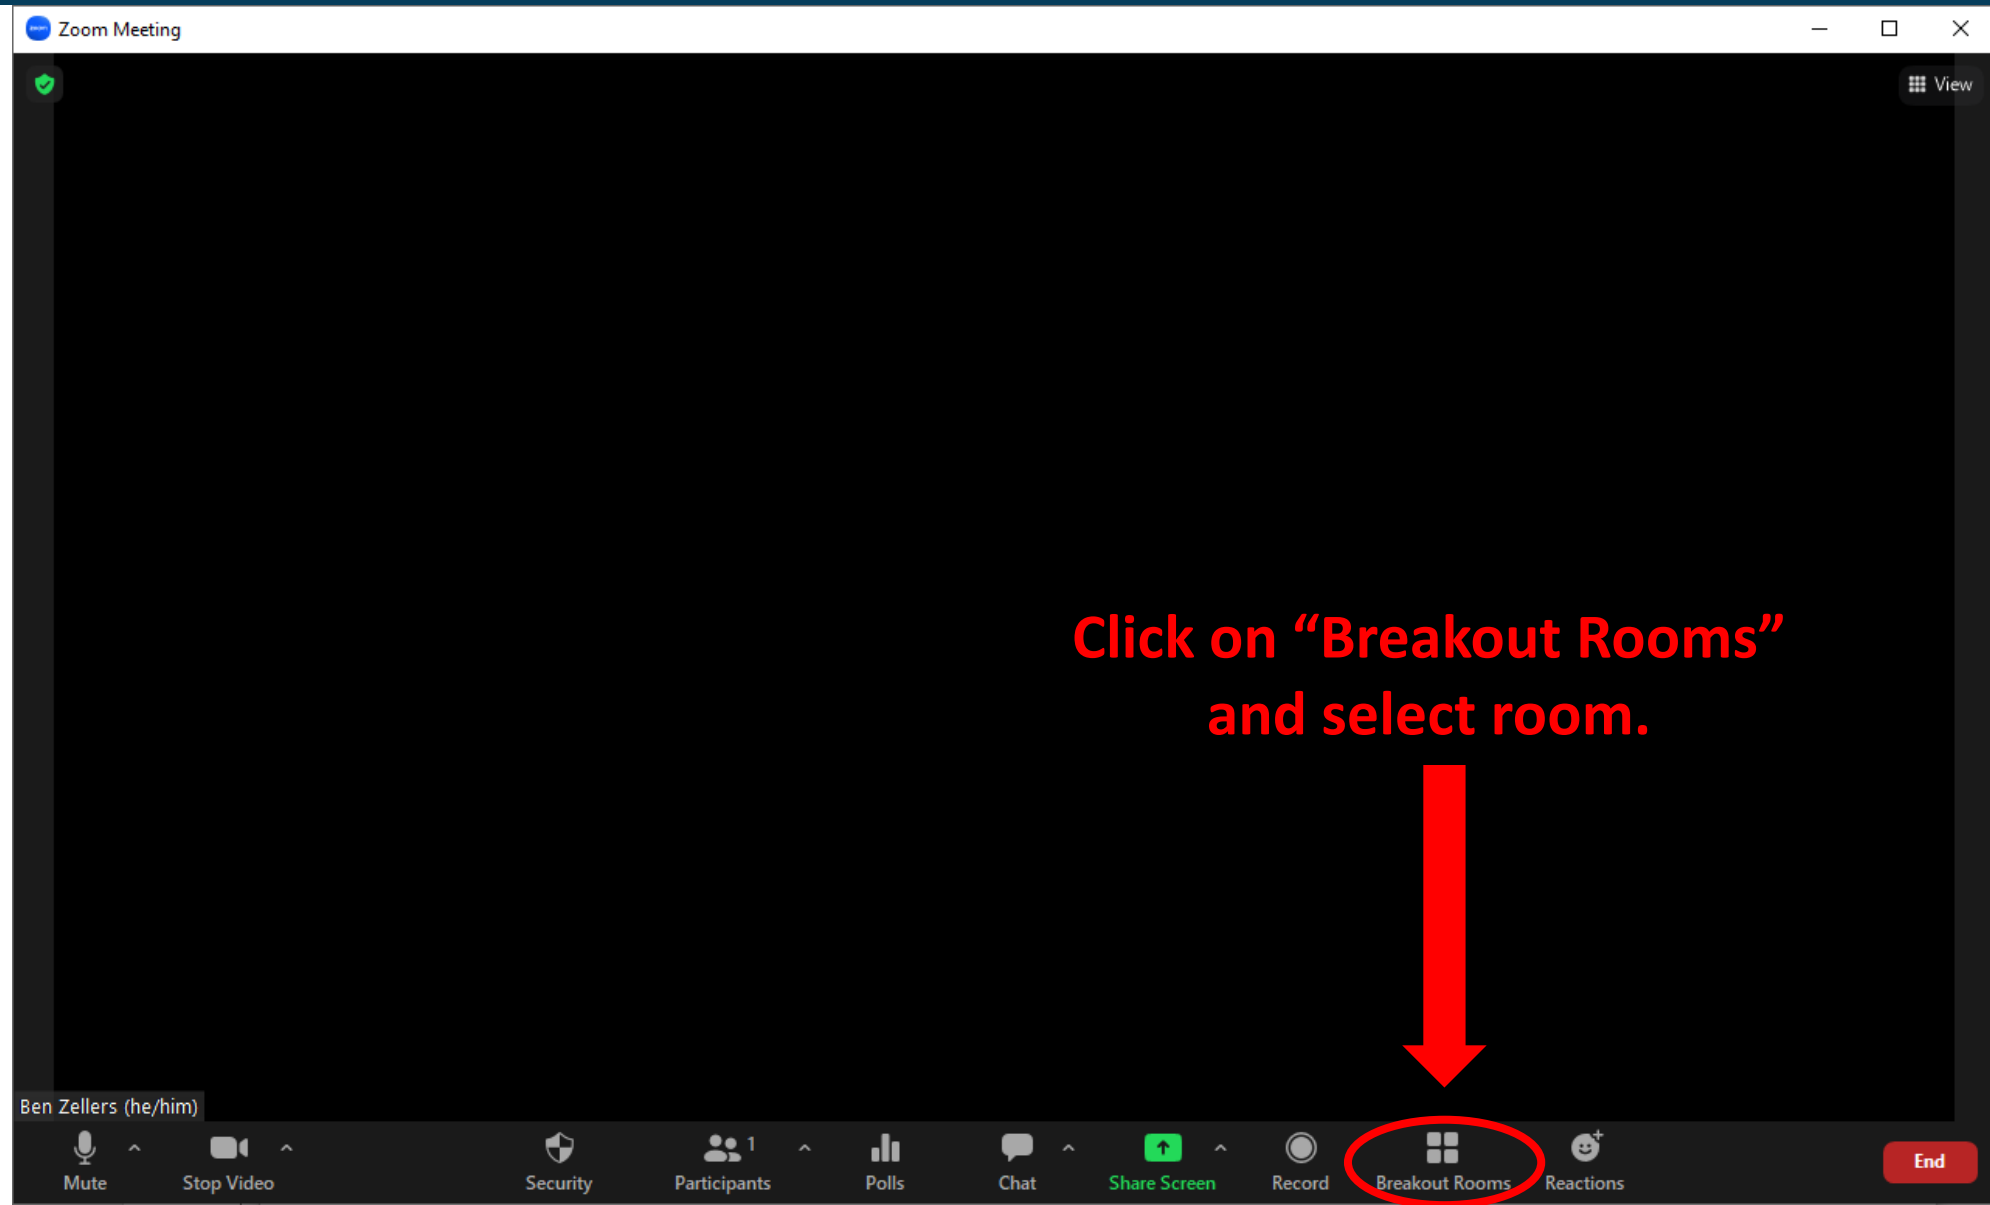 Zoom Meeting
View
Click on “Breakout Rooms”
and select room.
Ben Zellers (he/him)
1
Mute
Stop Video
Security
Participants
Polls
Chat
Share Screen
Record
Breakout Rooms
Reactions
End